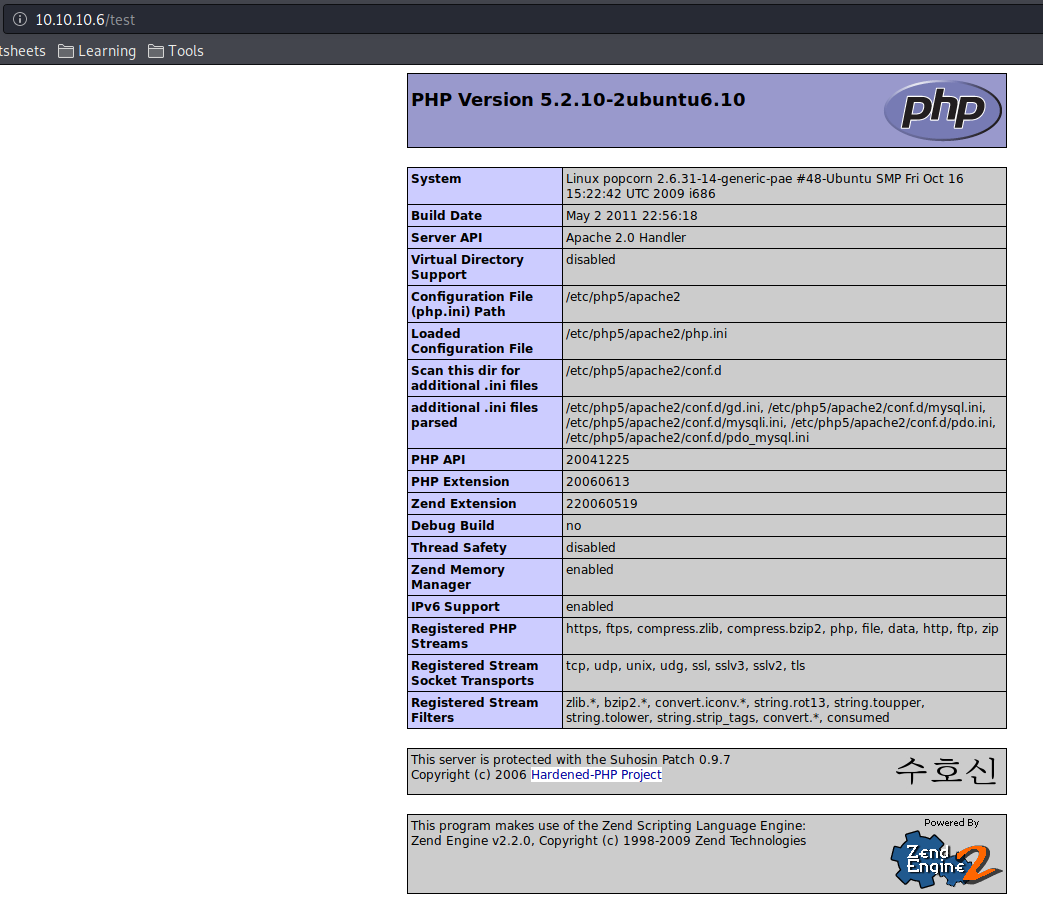 10.10.10.6/test
tsheets Learning Tools
PHP Version 5.2.10-2ubuntu6.10
php
System Linux popcorn 2.6.31-14-generic-pae #48-Ubuntu SMP Fri Oct 16
15:22:42 UTC 2009 i686
Build Date May 2 2011 22:56:18
Server API Apache 2.0 Handler
Virtual Directory disabled
Support
Configuration File /etc/php5/apache2
(php.ini) Path
Loaded /etc/php5/apache2/php.ini
Configuration File
Scan this dir for /etc/php5/apache2/conf.d
additional .ini files
additional .ini files /etc/php5/apache2/conf.d/gd.ini, /etc/php5/apache2/conf.d/mysql.ini,
parsed /etc/php5/apache2/conf.d/mysqli.ini, /etc/php5/apache2/conf.d/pdo.ini,
/etc/php5/apache2/conf.d/pdo_mysql.ini
PHP API 20041225
PHP Extension 20060613
Zend Extension 220060519
Debug Build no
Thread Safety disabled
Zend Memory enabled
Manager
IPv6 Support enabled
Registered PHP https, ftps, compress.zlib, compress.bzip2, php, file, data, http, ftp, zip
Streams
Registered Stream tcp, udp, unix, udg, ssl, sslv3, sslv2, tls
Socket Transports
Registered Stream zlib.*, bzip2.*, convert.iconv.*, string.rot13, string.toupper,
Filters string.tolower, string.strip_tags, convert.*, consumed
This server is protected with the Suhosin Patch 0.9.7
Copyright (c) 2006 Hardened-PHP Project
수호신
This program makes use of the Zend Scripting Language Engine:
Zend Engine v2.2.0, Copyright (c) 1998-2009 Zend Technologies
Powered By
Zend
Engine 2